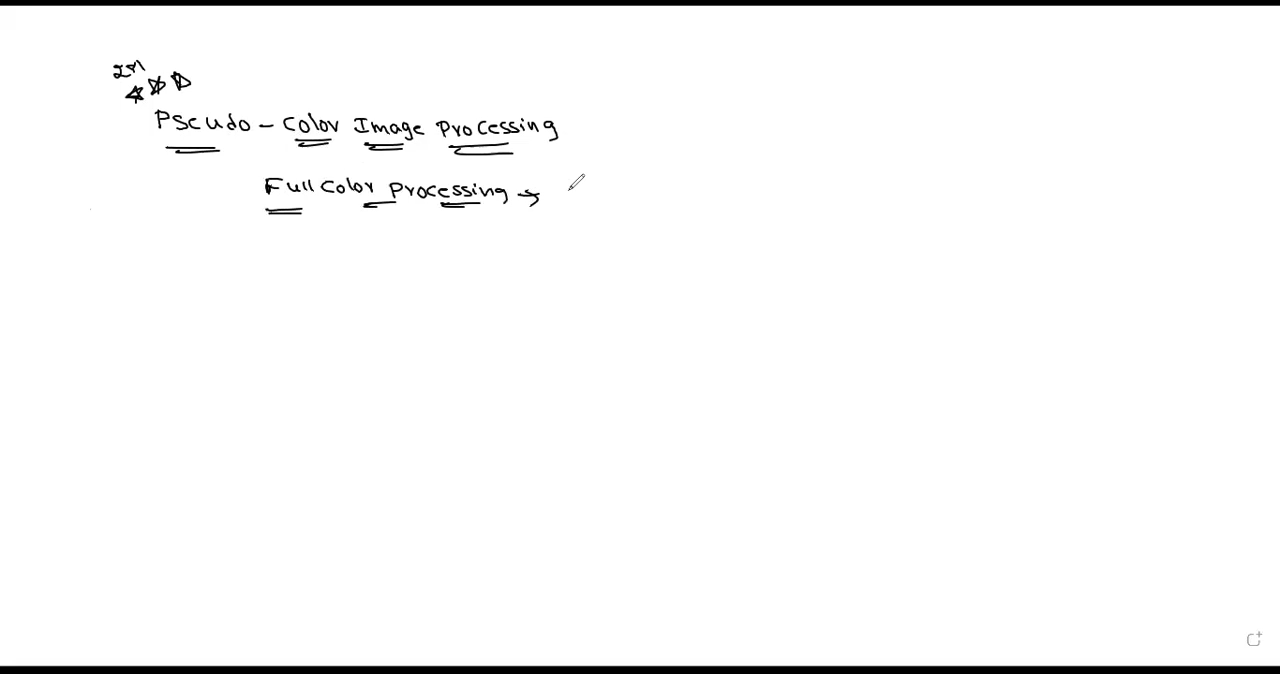 Pseudo - Color Image Processing
Full Color Processing →